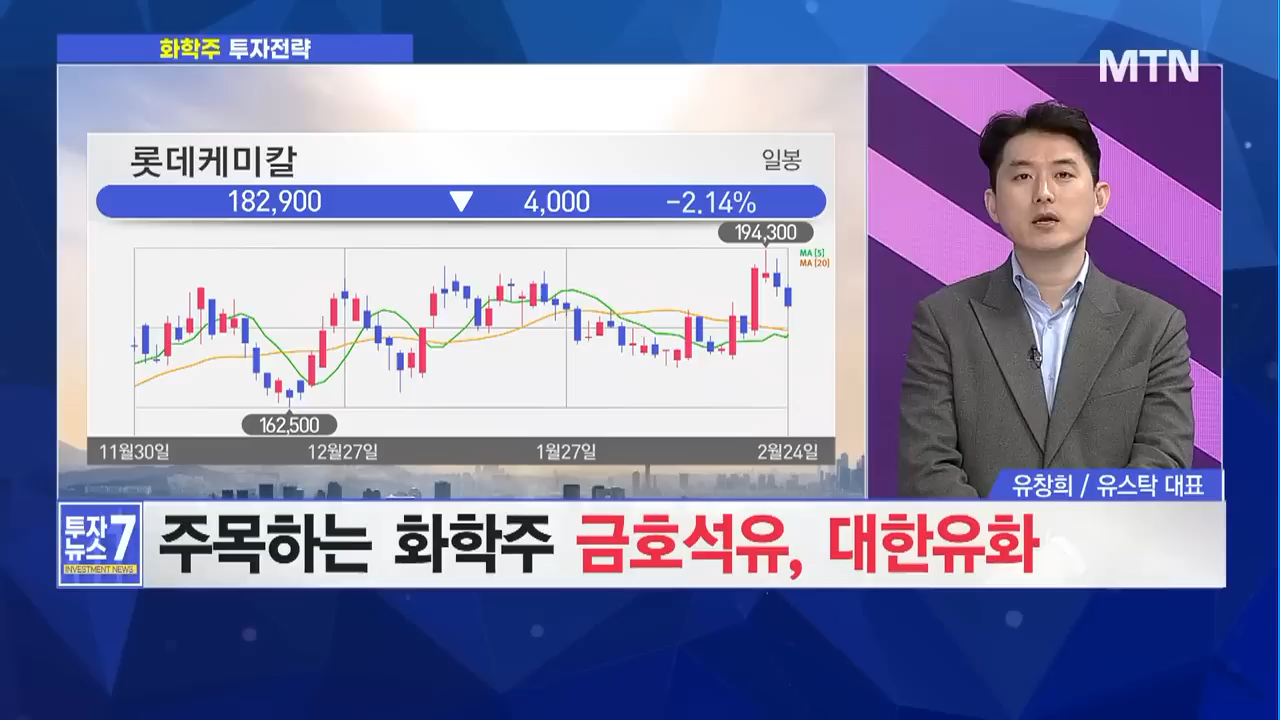 화학주 투자전략
MTN
롯데케미칼
일봉
182,900 ▼ 4,000 -2.14%
194,300
MA [5]
MA [20]
162,500
11월30일 12월27일 1월27일 2월24일
유창희 / 유스탁 대표
투자
뉴스7
INVESTMENT NEWS
주목하는 화학주 금호석유, 대한유화